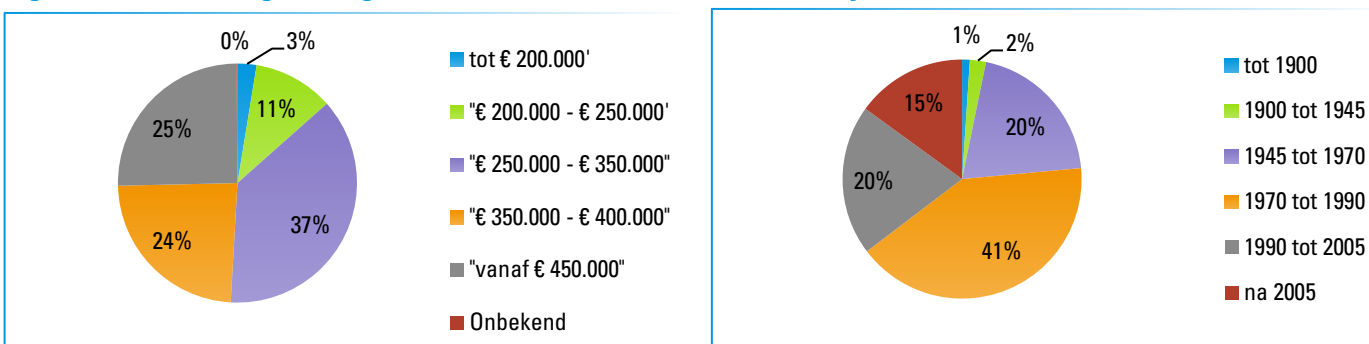 0%
3%
11%
37%
24%
25%
tot € 200.000'
"€ 200.000 - € 250.000'
"€ 250.000 - € 350.000"
"€ 350.000 - € 400.000"
"vanaf € 450.000"
Onbekend
1%
2%
20%
41%
20%
15%
tot 1900
1900 tot 1945
1945 tot 1970
1970 tot 1990
1990 tot 2005
na 2005